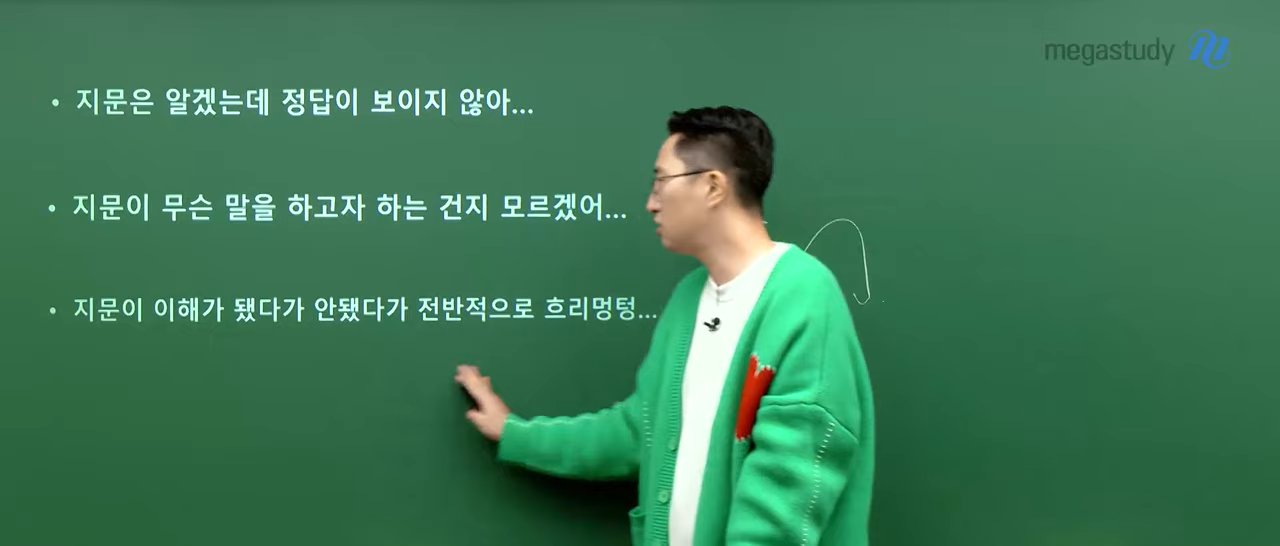 megastudy
• 지문은 알겠는데 정답이 보이지 않아...
• 지문이 무슨 말을 하고자 하는 건지 모르겠어...
• 지문이 이해가 됐다가 안됐다가 전반적으로 흐리멍텅...